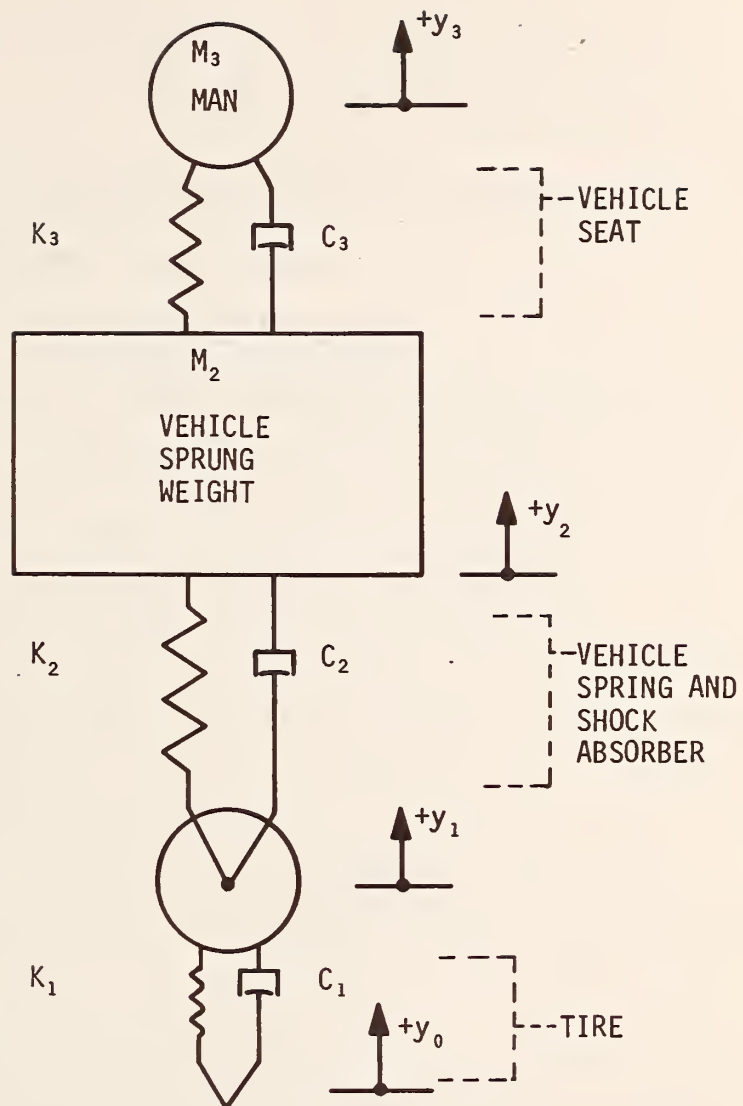 M₃
MAN
+y₃
K₃
C₃
VEHICLE
SEAT
M₂
VEHICLE
SPRUNG
WEIGHT
+y₂
K₂
C₂
VEHICLE
SPRING AND
SHOCK
ABSORBER
+y₁
K₁
C₁
+y₀
TIRE